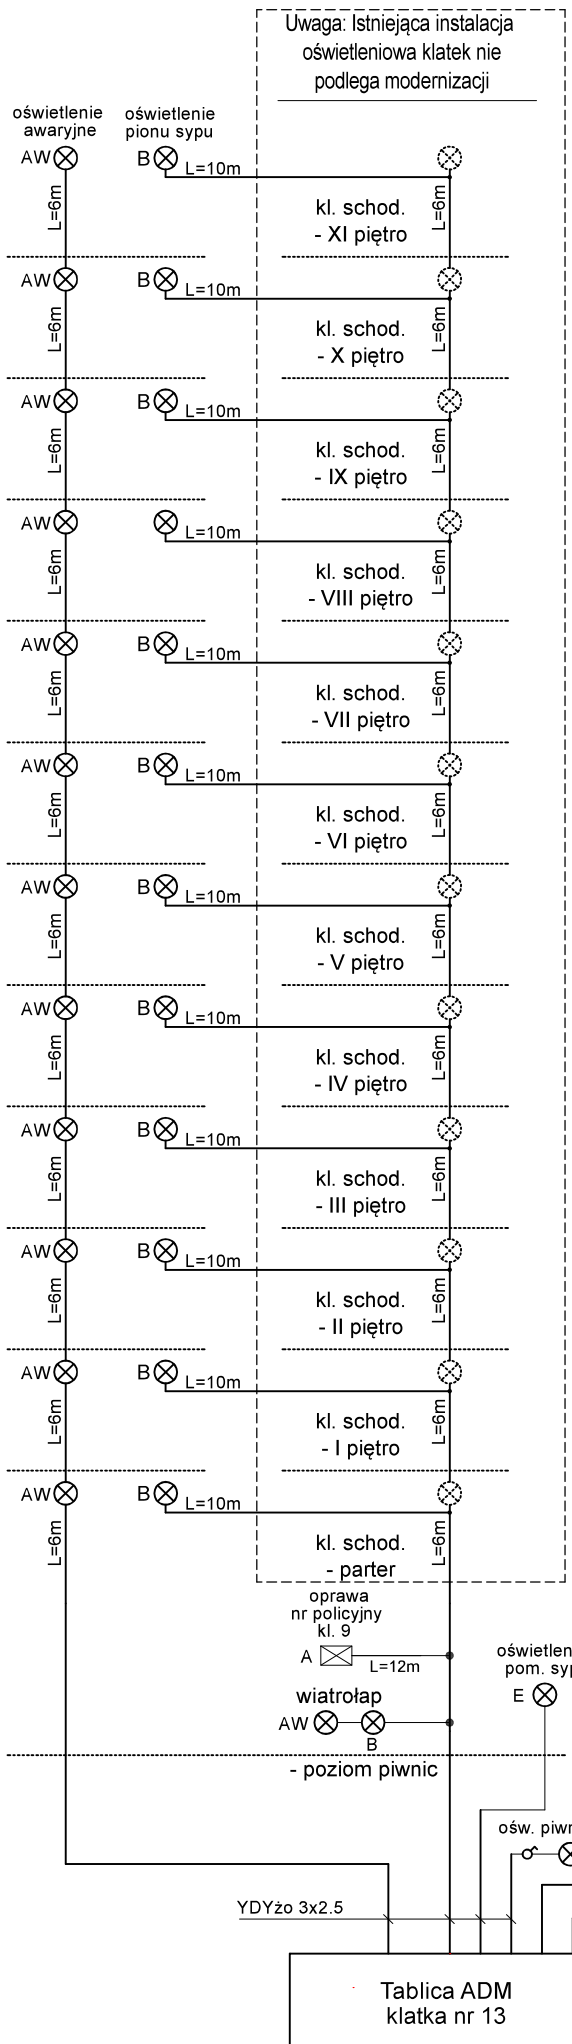 Uwaga: Istniejąca instalacja
oświetleniowa klatek nie
podlega modernizacji
oświetlenie
awaryjne
oświetlenie
pionu sypu
AW
B
L=10m
L=6m
L=6m
kl. schod.
- XI piętro
AW
B
L=10m
L=6m
L=6m
kl. schod.
- X piętro
AW
B
L=10m
L=6m
L=6m
kl. schod.
- IX piętro
AW
L=10m
L=6m
L=6m
kl. schod.
- VIII piętro
AW
B
L=10m
L=6m
L=6m
kl. schod.
- VII piętro
AW
B
L=10m
L=6m
L=6m
kl. schod.
- VI piętro
AW
B
L=10m
L=6m
L=6m
kl. schod.
- V piętro
AW
B
L=10m
L=6m
L=6m
kl. schod.
- IV piętro
AW
B
L=10m
L=6m
L=6m
kl. schod.
- III piętro
AW
B
L=10m
L=6m
L=6m
kl. schod.
- II piętro
AW
B
L=10m
L=6m
L=6m
kl. schod.
- I piętro
AW
B
L=10m
L=6m
L=6m
kl. schod.
- parter
oprawa
nr policyjny
kl. 9
A
L=12m
oświetlen
pom. syp
E
wiatrołap
AW
B
- poziom piwnic
ośw. piwn
YDYżo 3x2.5
Tablica ADM
klatka nr 13